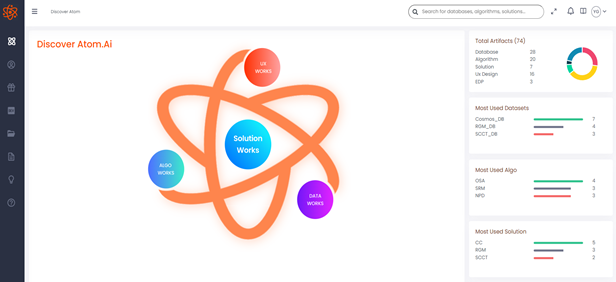 Discover Atom
Search for databases, algorithms, solutions...
YG
Discover Atom.Ai
UX
WORKS
Solution
Works
ALGO
WORKS
DATA
WORKS
Total Artifacts (74)
Database 28
Algorithm 20
Solution 7
Ux Design 16
EDP 3
Most Used Datasets
Cosmos_DB 7
RGM_DB 4
SCCT_DB 3
Most Used Algo
OSA 4
SRM 3
NPD 3
Most Used Solution
CC 5
RGM 3
SCCT 2